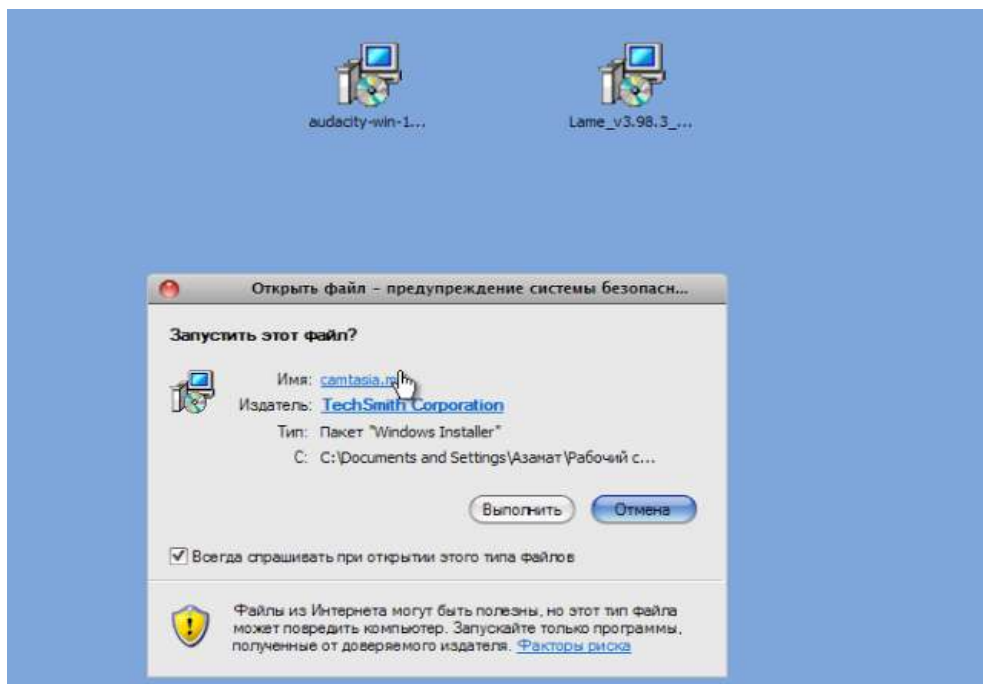 audacity-win-1...
Lame_v3.98.3_...
Открыть файл - предупреждение системы безопасн...
Запустить этот файл?
Имя: camtasia.
Издатель: TechSmith Corporation
Тип: Пакет "Windows Installer"
С: C:\Documents and Settings\Азамат\Рабочий с...
Выполнить
Отмена
Всегда спрашивать при открытии этого типа файлов
Файлы из Интернета могут быть полезны, но этот тип файла
может повредить компьютер. Запускайте только программы,
полученные от доверяемого издателя. Факторы риска